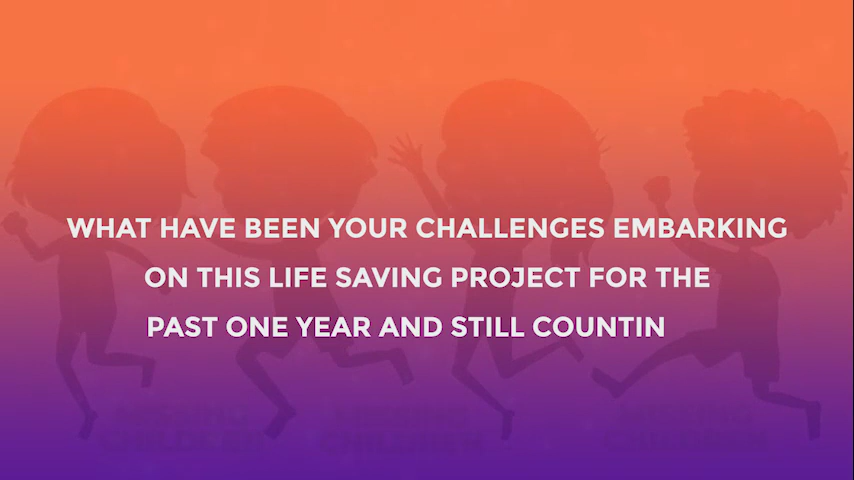 WHAT HAVE BEEN YOUR CHALLENGES EMBARKING
ON THIS LIFE SAVING PROJECT FOR THE
PAST ONE YEAR AND STILL COUNTIN